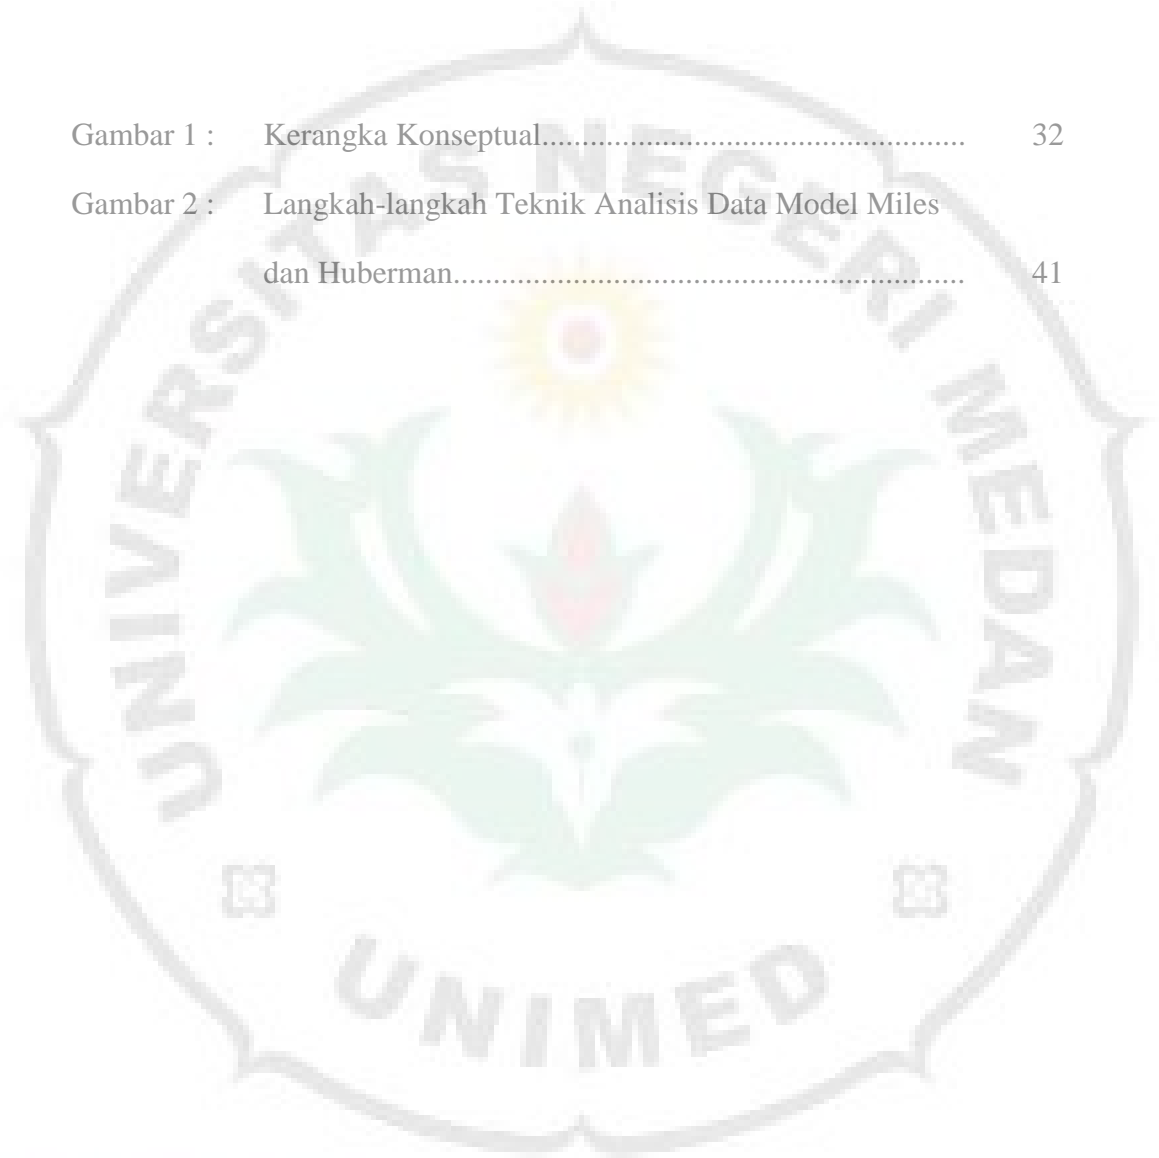 Gambar 1 : Kerangka Konseptual..................................................... 32
Gambar 2 : Langkah-langkah Teknik Analisis Data Model Miles
dan Huberman................................................................ 41
UNIVERSITAS NEGERI MEDAN
UNIMED